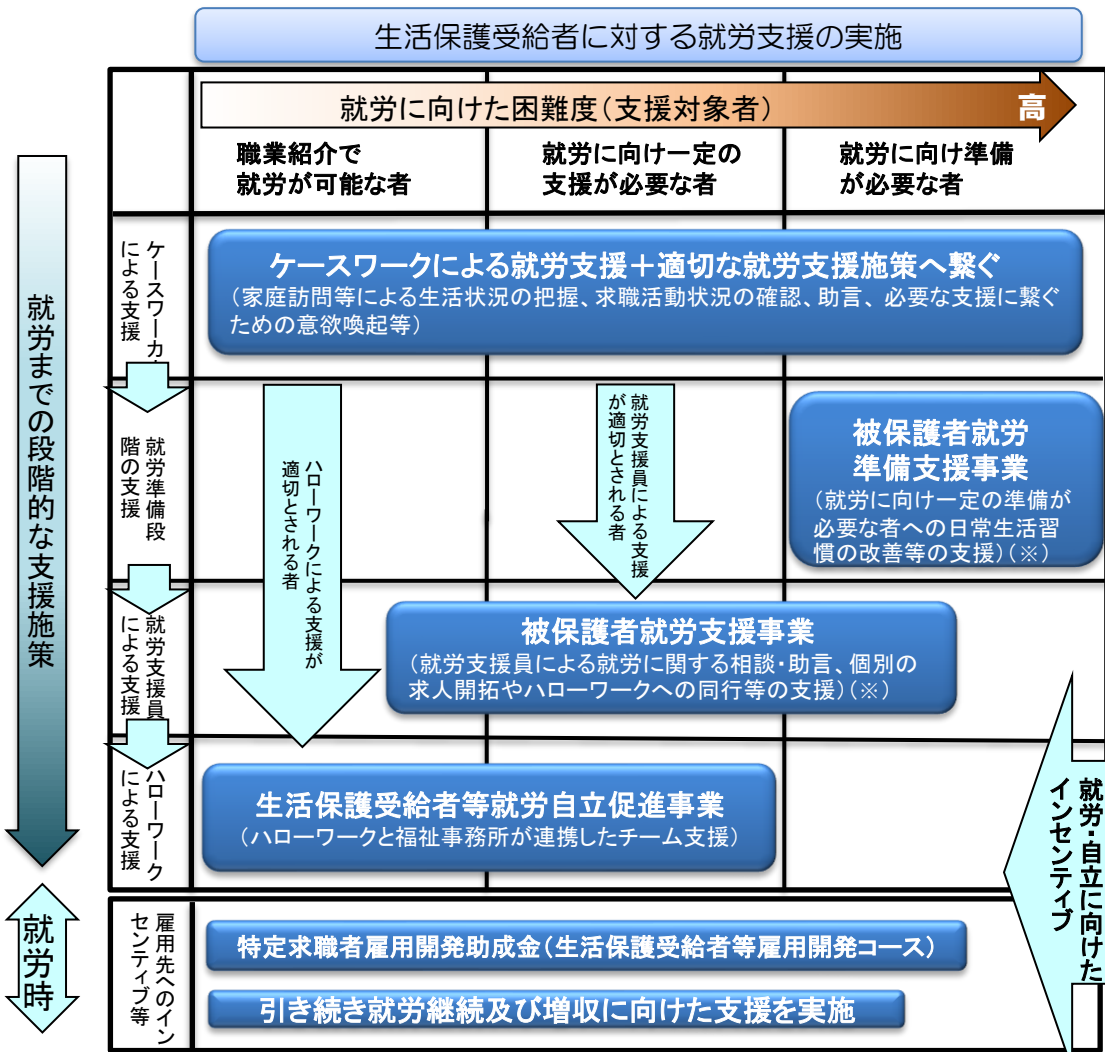 生活保護受給者に対する就労支援の実施
就労に向けた困難度(支援対象者)
高
職業紹介で
就労が可能な者
就労に向け一定の
支援が必要な者
就労に向け準備
が必要な者
就労までの段階的な支援施策
ケースワーカー
による支援
ケースワークによる就労支援+適切な就労支援施策へ繋ぐ
(家庭訪問等による生活状況の把握、求職活動状況の確認、助言、必要な支援に繋ぐ
ための意欲喚起等)
就労準備段
階の支援
ハローワークによる支援が
適切とされる者
就労支援員による支援
が適切とされる者
被保護者就労
準備支援事業
(就労に向け一定の準備が
必要な者への日常生活習
慣の改善等の支援)(※)
就労支援員
による支援
被保護者就労支援事業
(就労支援員による就労に関する相談・助言、個別の
求人開拓やハローワークへの同行等の支援)(※)
ハローワーク
による支援
生活保護受給者等就労自立促進事業
(ハローワークと福祉事務所が連携したチーム支援)
就労・自立に向けた
インセンティブ
就労時
雇用先へのイン
センティブ等
特定求職者雇用開発助成金(生活保護受給者等雇用開発コース)
引き続き就労継続及び増収に向けた支援を実施